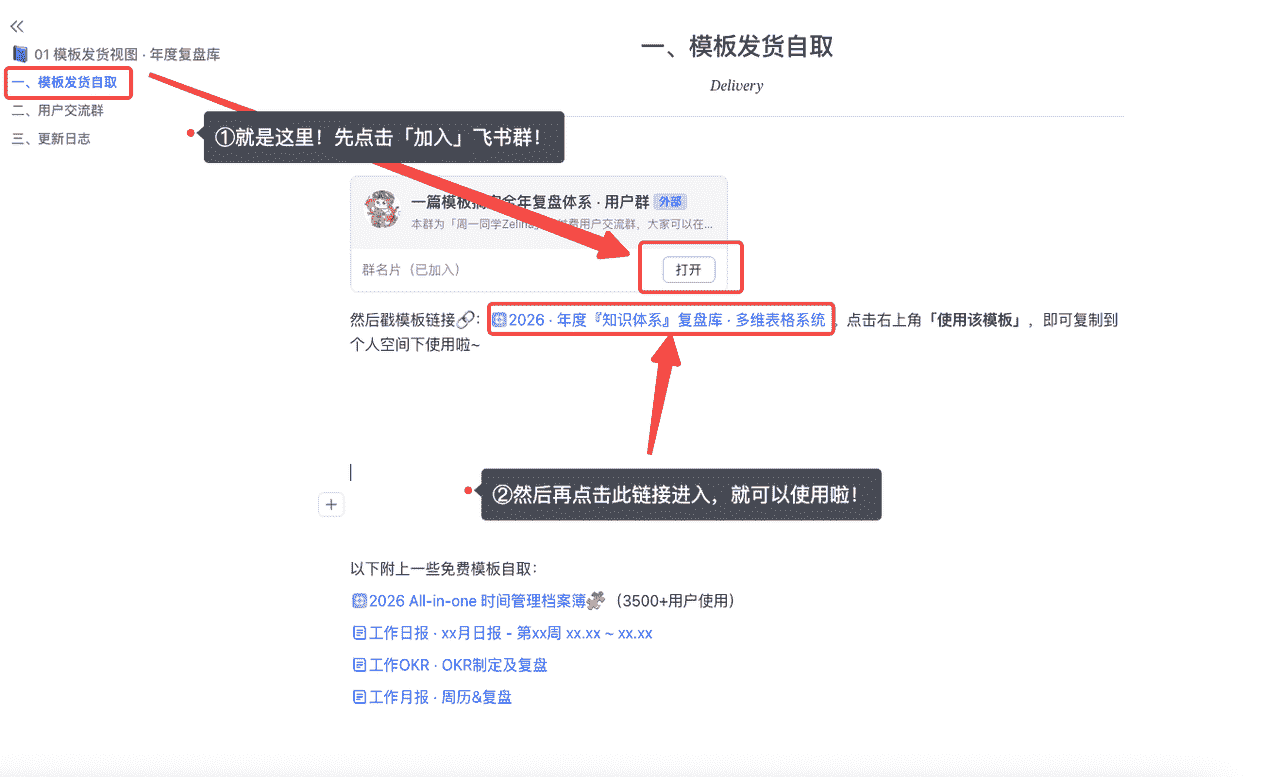 01 模板发货视图 · 年度复盘库
一、模板发货自取
二、用户交流群
三、更新日志
一、模板发货自取
Delivery
①就是这里！先点击「加入」飞书群！
一篇模板 全年复盘体系 · 用户群 外部
本群为「周一同学Zelin 费用户交流群，大家可以在...
群名片（已加入）
打开
然后戳模板链接🔗：2026 · 年度『知识体系』复盘库 · 多维表格系统 ，点击右上角「使用该模板」，即可复制到
个人空间下使用啦~
②然后再点击此链接进入，就可以使用啦！
以下附上一些免费模板自取：
2026 All-in-one 时间管理档案簿（3500+用户使用）
工作日报 · xx月日报 - 第xx周 xx.xx ~ xx.xx
工作OKR · OKR制定及复盘
工作月报 · 周历&复盘